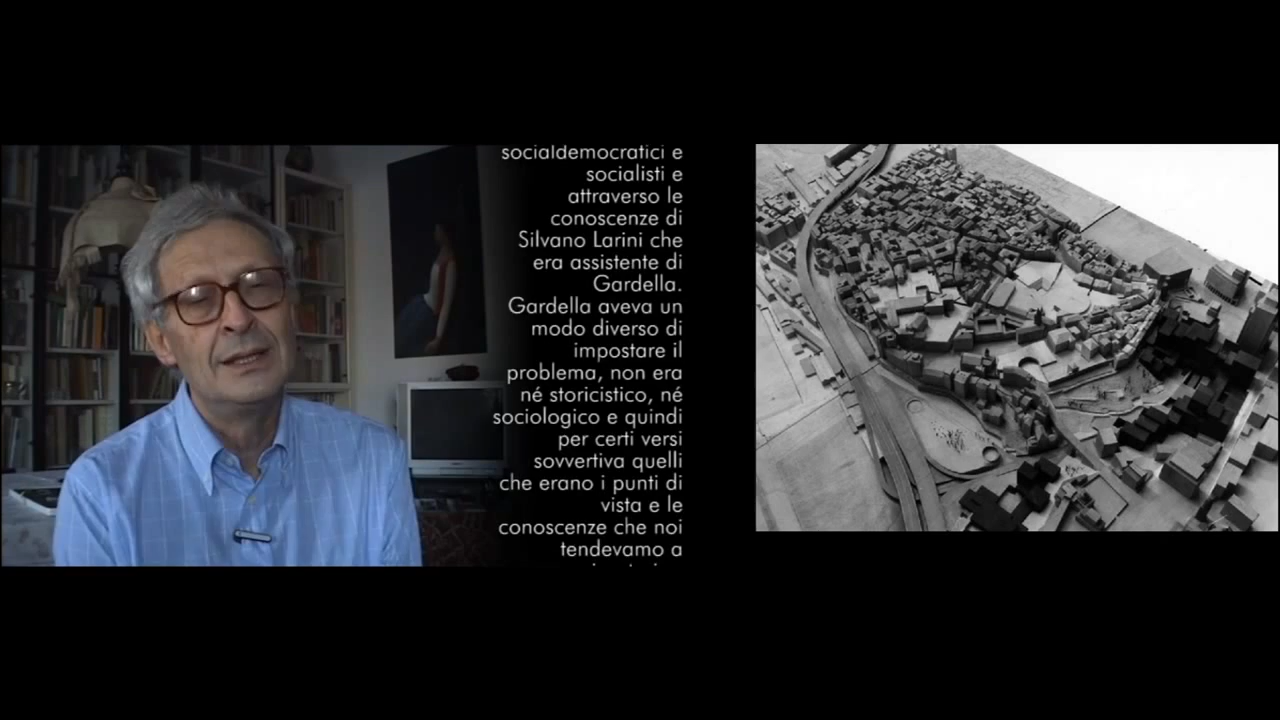 socialdemocratici e
socialisti e
attraverso le
conoscenze di
Silvano Larini che
era assistente di
Gardella.
Gardella aveva un
modo diverso di
impostare il
problema, non era
né storicistico, né
sociologico e quindi
per certi versi
sovvertiva quelli
che erano i punti di
vista e le
conoscenze che noi
tendevamo a